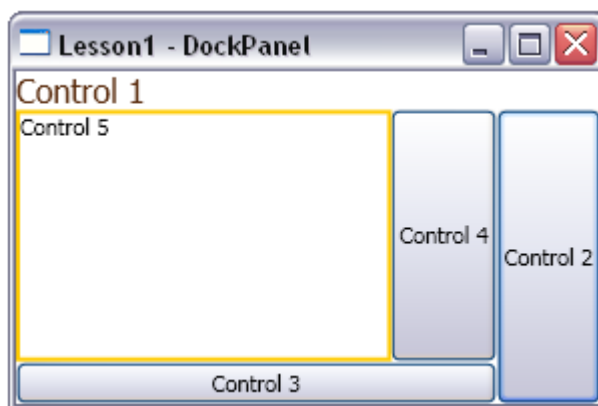 Lesson1 - DockPanel
Control 1
Control 5
Control 4
Control 2
Control 3